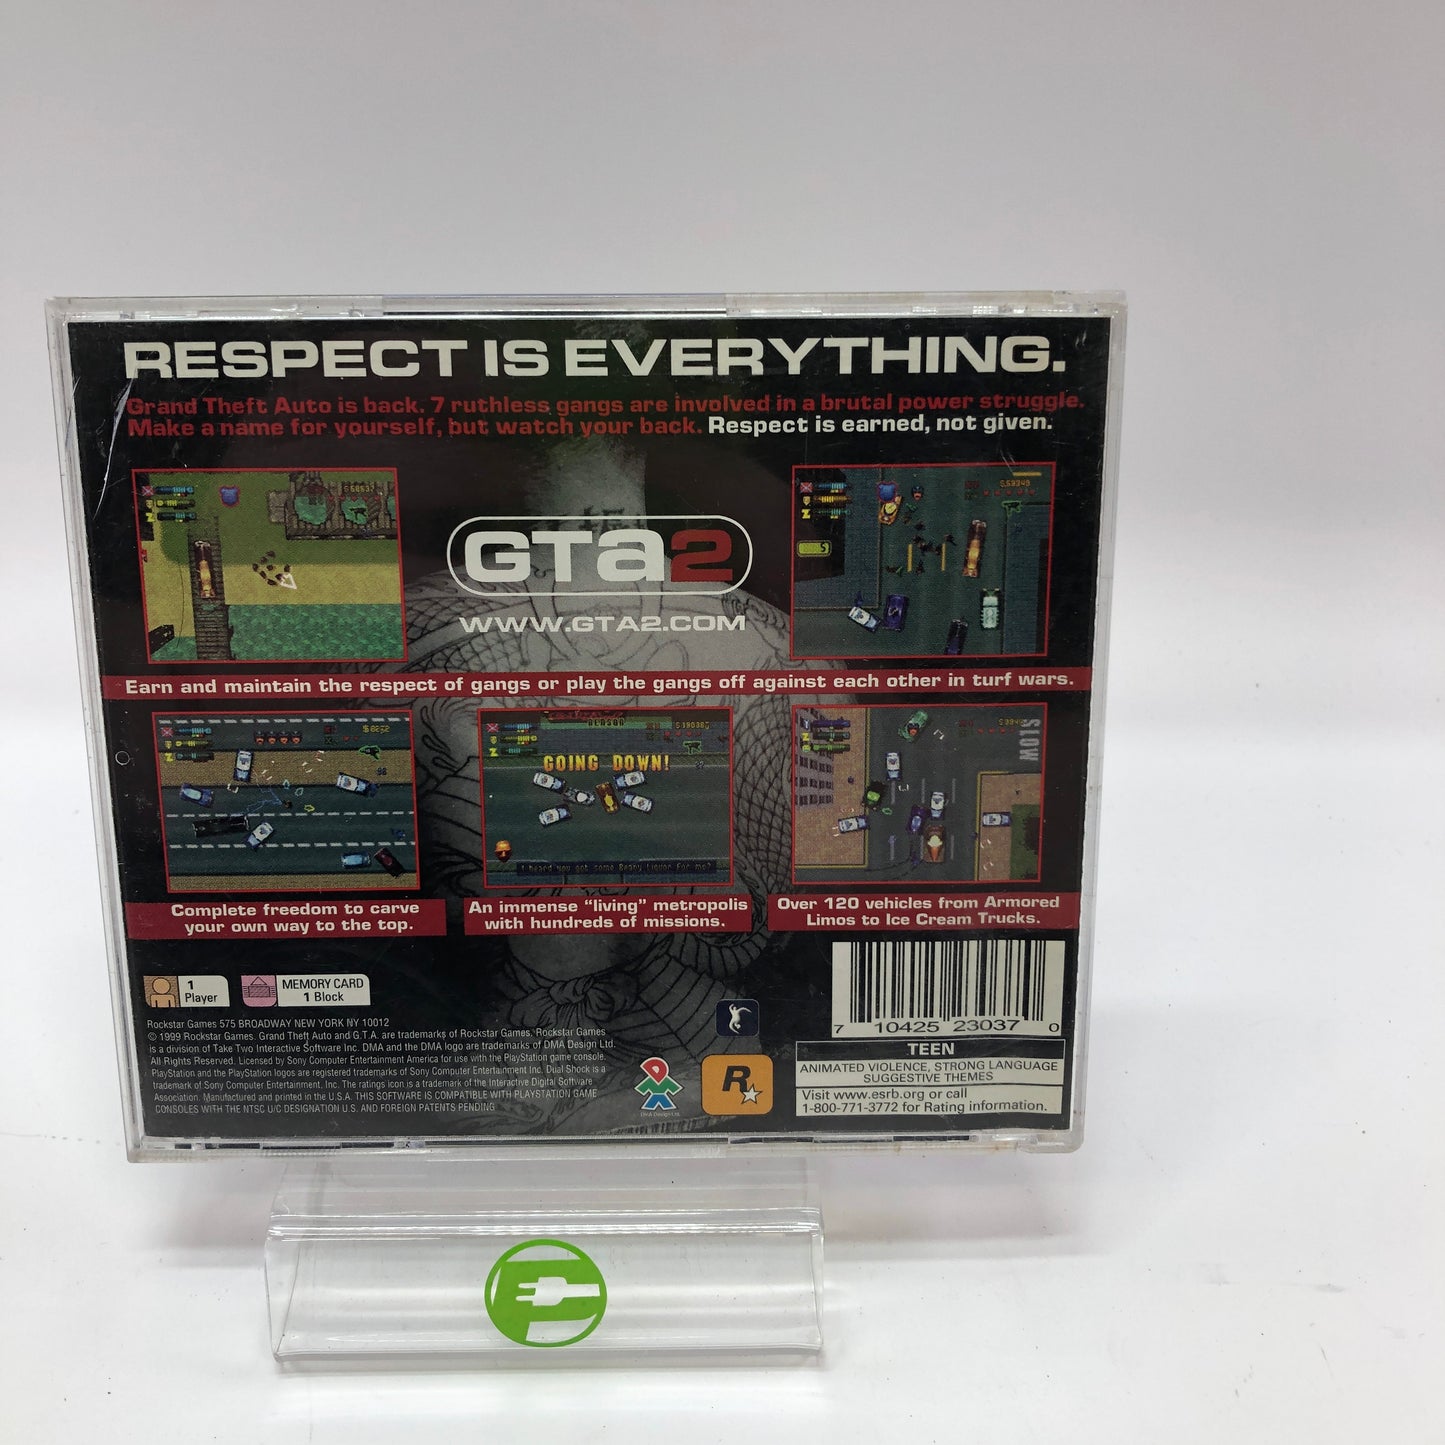 RESPECT IS EVERYTHING.
Grand Theft Auto is back. 7 ruthless gangs are involved in a brutal power struggle.
Make a name for yourself, but watch your back. Respect is earned, not given.
GTA2
WWW.GTA2.COM
Earn and maintain the respect of gangs or play the gangs off against each other in turf wars.
GOING DOWN!
SLOW
Complete freedom to carve
your own way to the top.
An immense "living" metropolis
with hundreds of missions.
Over 120 vehicles from Armored
Limos to Ice Cream Trucks.
1
Player
MEMORY CARD
1 Block
Rockstar Games 575 BROADWAY NEW YORK NY 10012
© 1999 Rockstar Games. Grand Theft Auto and G.T.A. are trademarks of Rockstar Games. Rockstar Games
is a division of Take Two Interactive Software Inc. DMA and the DMA logo are trademarks of DMA Design Ltd.
All Rights Reserved. Licensed by Sony Computer Entertainment America for use with the PlayStation game console.
PlayStation and the PlayStation logos are registered trademarks of Sony Computer Entertainment Inc. Dual Shock is a
trademark of Sony Computer Entertainment, Inc. The ratings icon is a trademark of the Interactive Digital Software
Association. Manufactured and printed in the U.S.A. THIS SOFTWARE IS COMPATIBLE WITH PLAYSTATION GAME
CONSOLES WITH THE NTSC U/C DESIGNATION U.S. AND FOREIGN PATENTS PENDING
DMA Design Ltd.
R
7 10425 23037 0
TEEN
ANIMATED VIOLENCE, STRONG LANGUAGE
SUGGESTIVE THEMES
Visit www.esrb.org or call
1-800-771-3772 for Rating information.